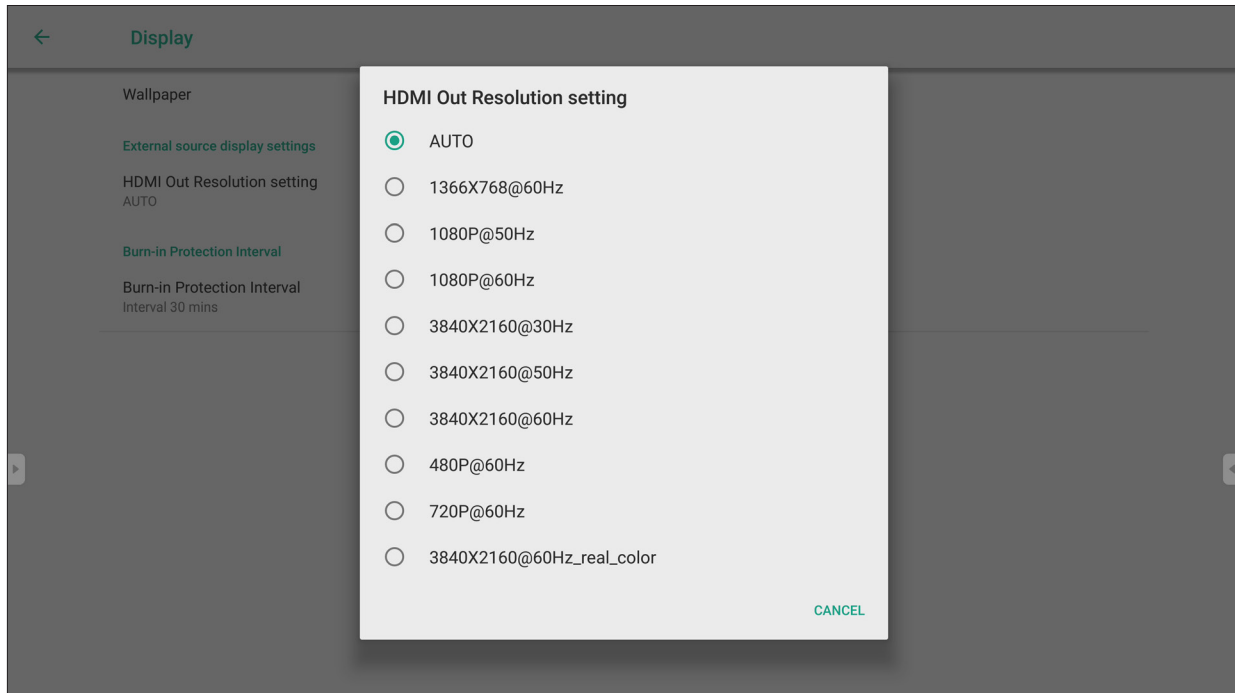 Display
Wallpaper
External source display settings
HDMI Out Resolution setting
AUTO
Burn-in Protection Interval
Burn-in Protection Interval
Interval 30 mins
HDMI Out Resolution setting
AUTO
1366X768@60Hz
1080P@50Hz
1080P@60Hz
3840X2160@30Hz
3840X2160@50Hz
3840X2160@60Hz
480P@60Hz
720P@60Hz
3840X2160@60Hz_real_color
CANCEL